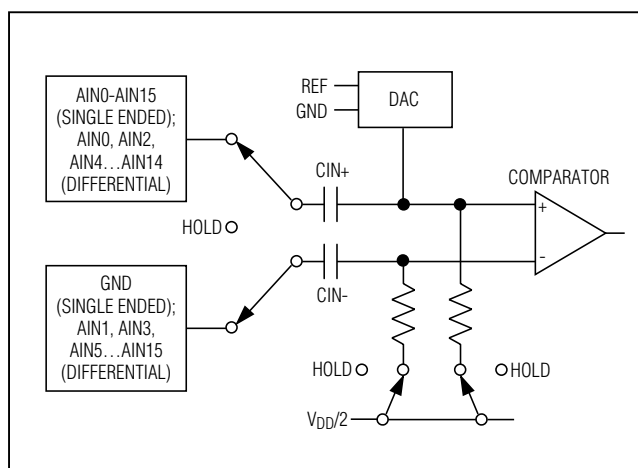 AIN0-AIN15
(SINGLE ENDED);
AIN0, AIN2,
AIN4…AIN14
(DIFFERENTIAL)
REF
GND
DAC
CIN+
COMPARATOR
+
-
HOLD
GND
(SINGLE ENDED);
AIN1, AIN3,
AIN5…AIN15
(DIFFERENTIAL)
CIN-
HOLD
HOLD
VDD/2